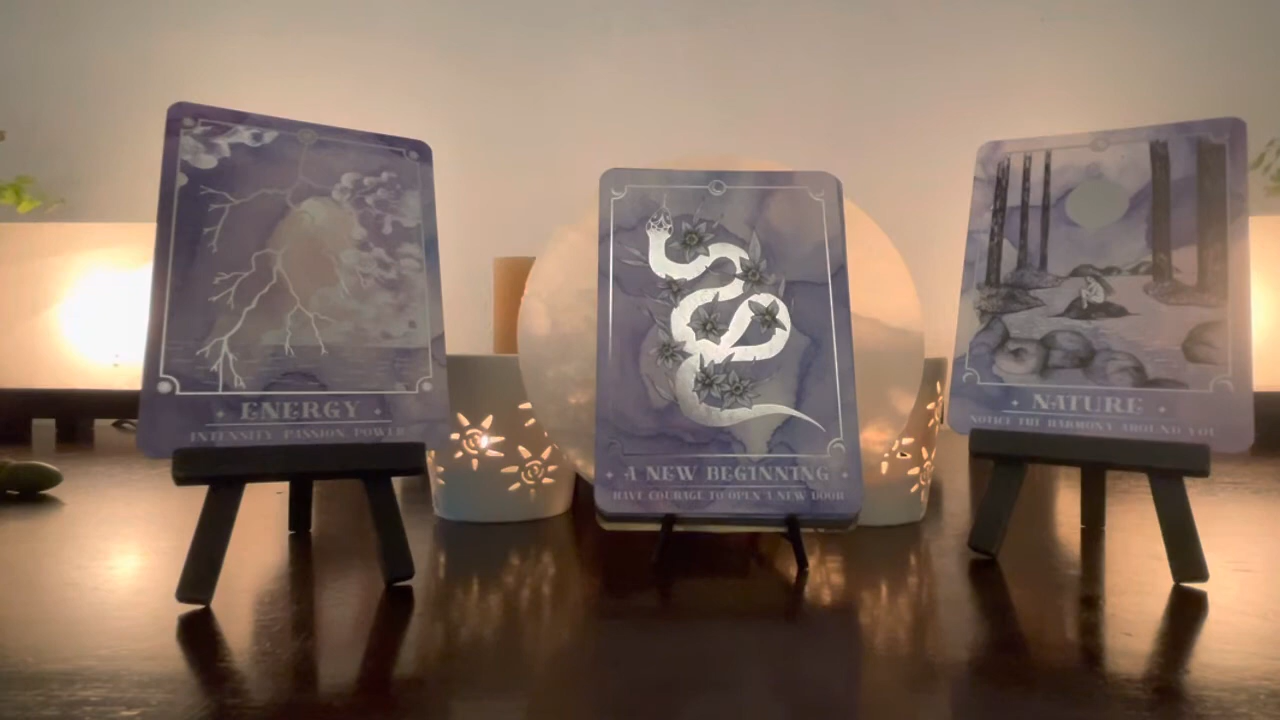 ENERGY
INTENSITY PASSION POWER
A NEW BEGINNING
HAVE COURAGE TO OPEN A NEW DOOR
NATURE
NOTICE THE HARMONY AROUND YOU